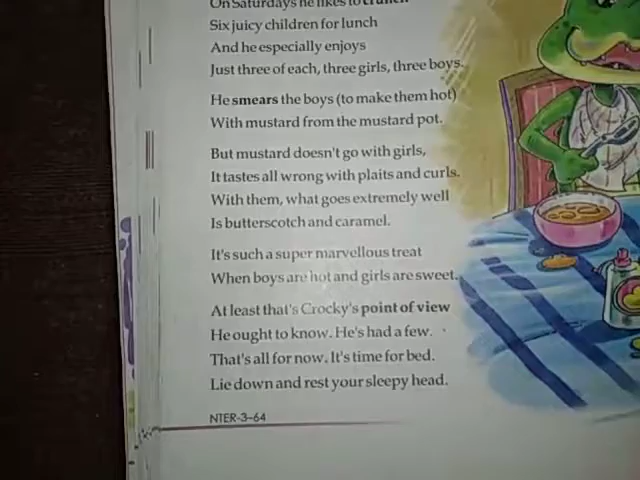 On Saturdays he likes to crunch
Six juicy children for lunch
And he especially enjoys
Just three of each, three girls, three boys.
He smears the boys (to make them hot)
With mustard from the mustard pot.
But mustard doesn't go with girls,
It tastes all wrong with plaits and curls.
With them, what goes extremely well
Is butterscotch and caramel.
It's such a super marvellous treat
When boys are hot and girls are sweet.
At least that's Crocky's point of view
He ought to know. He's had a few.
That's all for now. It's time for bed.
Lie down and rest your sleepy head.
NTER-3-64